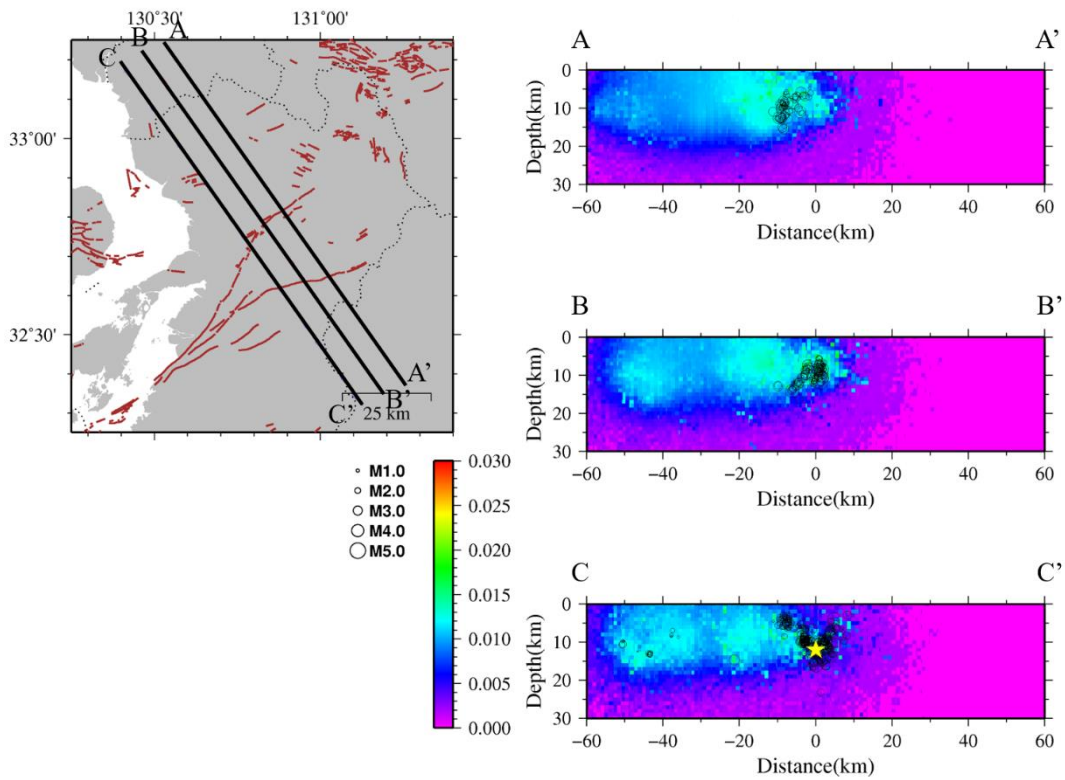 130°30' 131°00'
33°00'
32°30'
A
B
C
A'
B'
C'
25 km
M1.0
M2.0
M3.0
M4.0
M5.0
0.030
0.025
0.020
0.015
0.010
0.005
0.000
A A'
0
10
20
30
Depth(km)
−60 −40 −20 0 20 40 60
Distance(km)
B B'
0
10
20
30
Depth(km)
−60 −40 −20 0 20 40 60
Distance(km)
C C'
0
10
20
30
Depth(km)
−60 −40 −20 0 20 40 60
Distance(km)